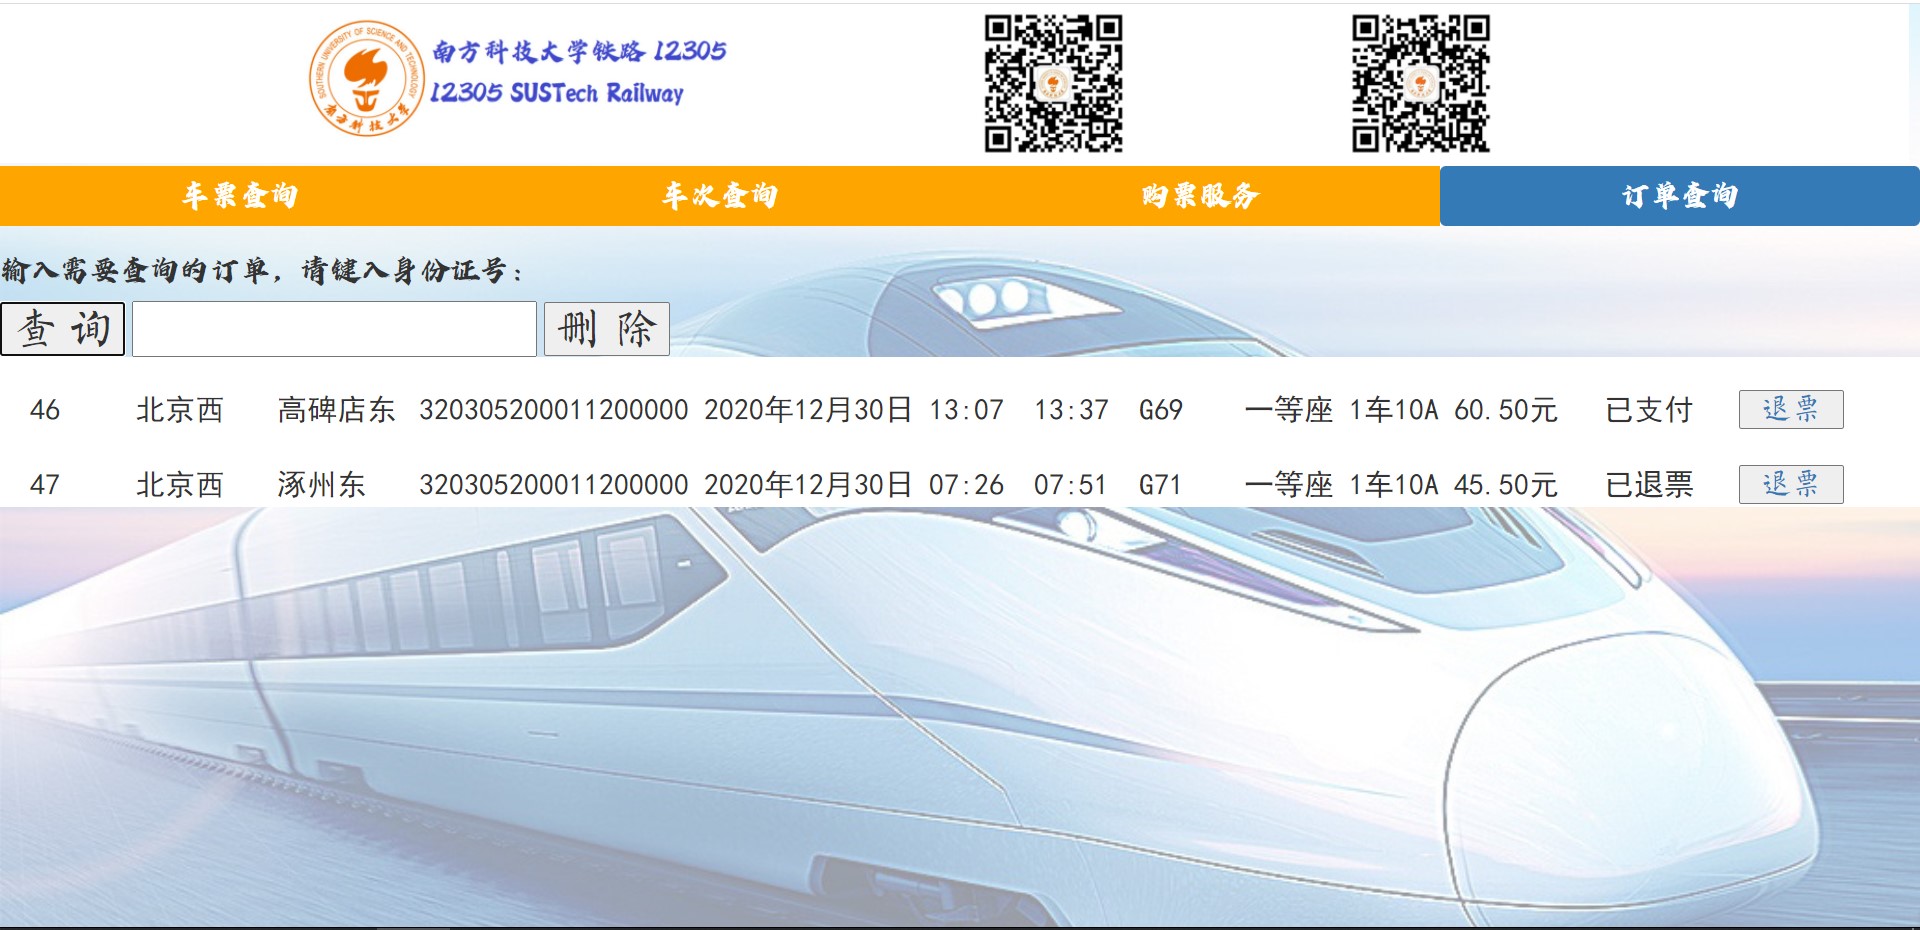 SOUTHERN UNIVERSITY OF SCIENCE AND TECHNOLOGY
南方科技大学
南方科技大学铁路 12305
12305 SUSTech Railway
车票查询 车次查询 购票服务 订单查询
输入需要查询的订单，请键入身份证号：
查 询 删 除
46 北京西 高碑店东 320305200011200000 2020年12月30日 13:07 13:37 G69 一等座 1车10A 60.50元 已支付 退票
47 北京西 涿州东 320305200011200000 2020年12月30日 07:26 07:51 G71 一等座 1车10A 45.50元 已退票 退票